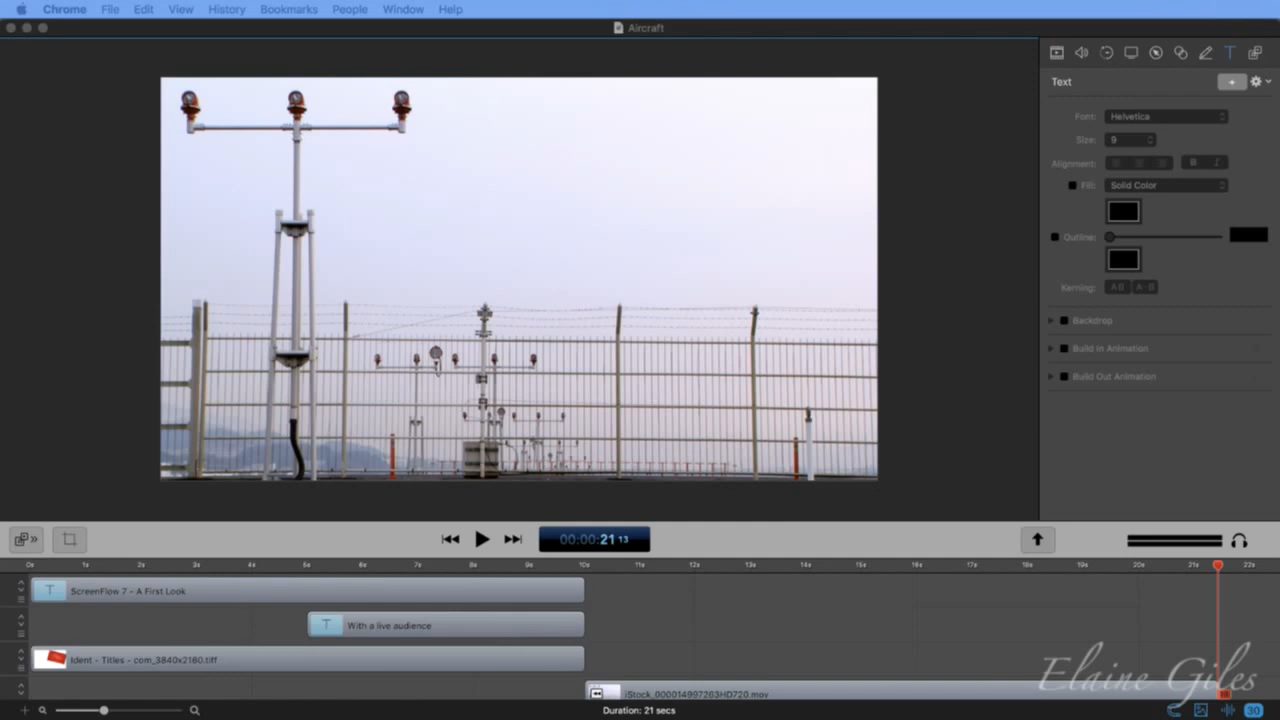 Chrome File Edit View History Bookmarks People Window Help
Aircraft
Text
Font: Helvetica
Size: 9
Alignment: B I
Fill: Solid Color
Outline:
Kerning: AB A-B
Backdrop
Build In Animation
Build Out Animation
00:00:21 13
0s 1s 2s 3s 4s 5s 6s 7s 8s 9s 10s 11s 12s 13s 14s 15s 16s 17s 18s 19s 20s 21s 22s
T ScreenFlow 7 - A First Look
T With a live audience
Ident - Titles - com_3840x2160.tiff
iStock_000014997263HD720.mov
Elaine Giles
Duration: 21 secs
30